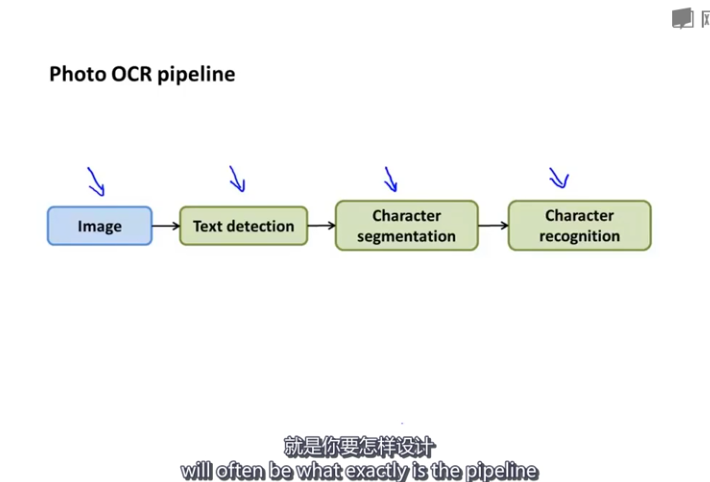 Photo OCR pipeline
Image
Text detection
Character
segmentation
Character
recognition
就是你要怎样设计
will often be what exactly is the pipeline